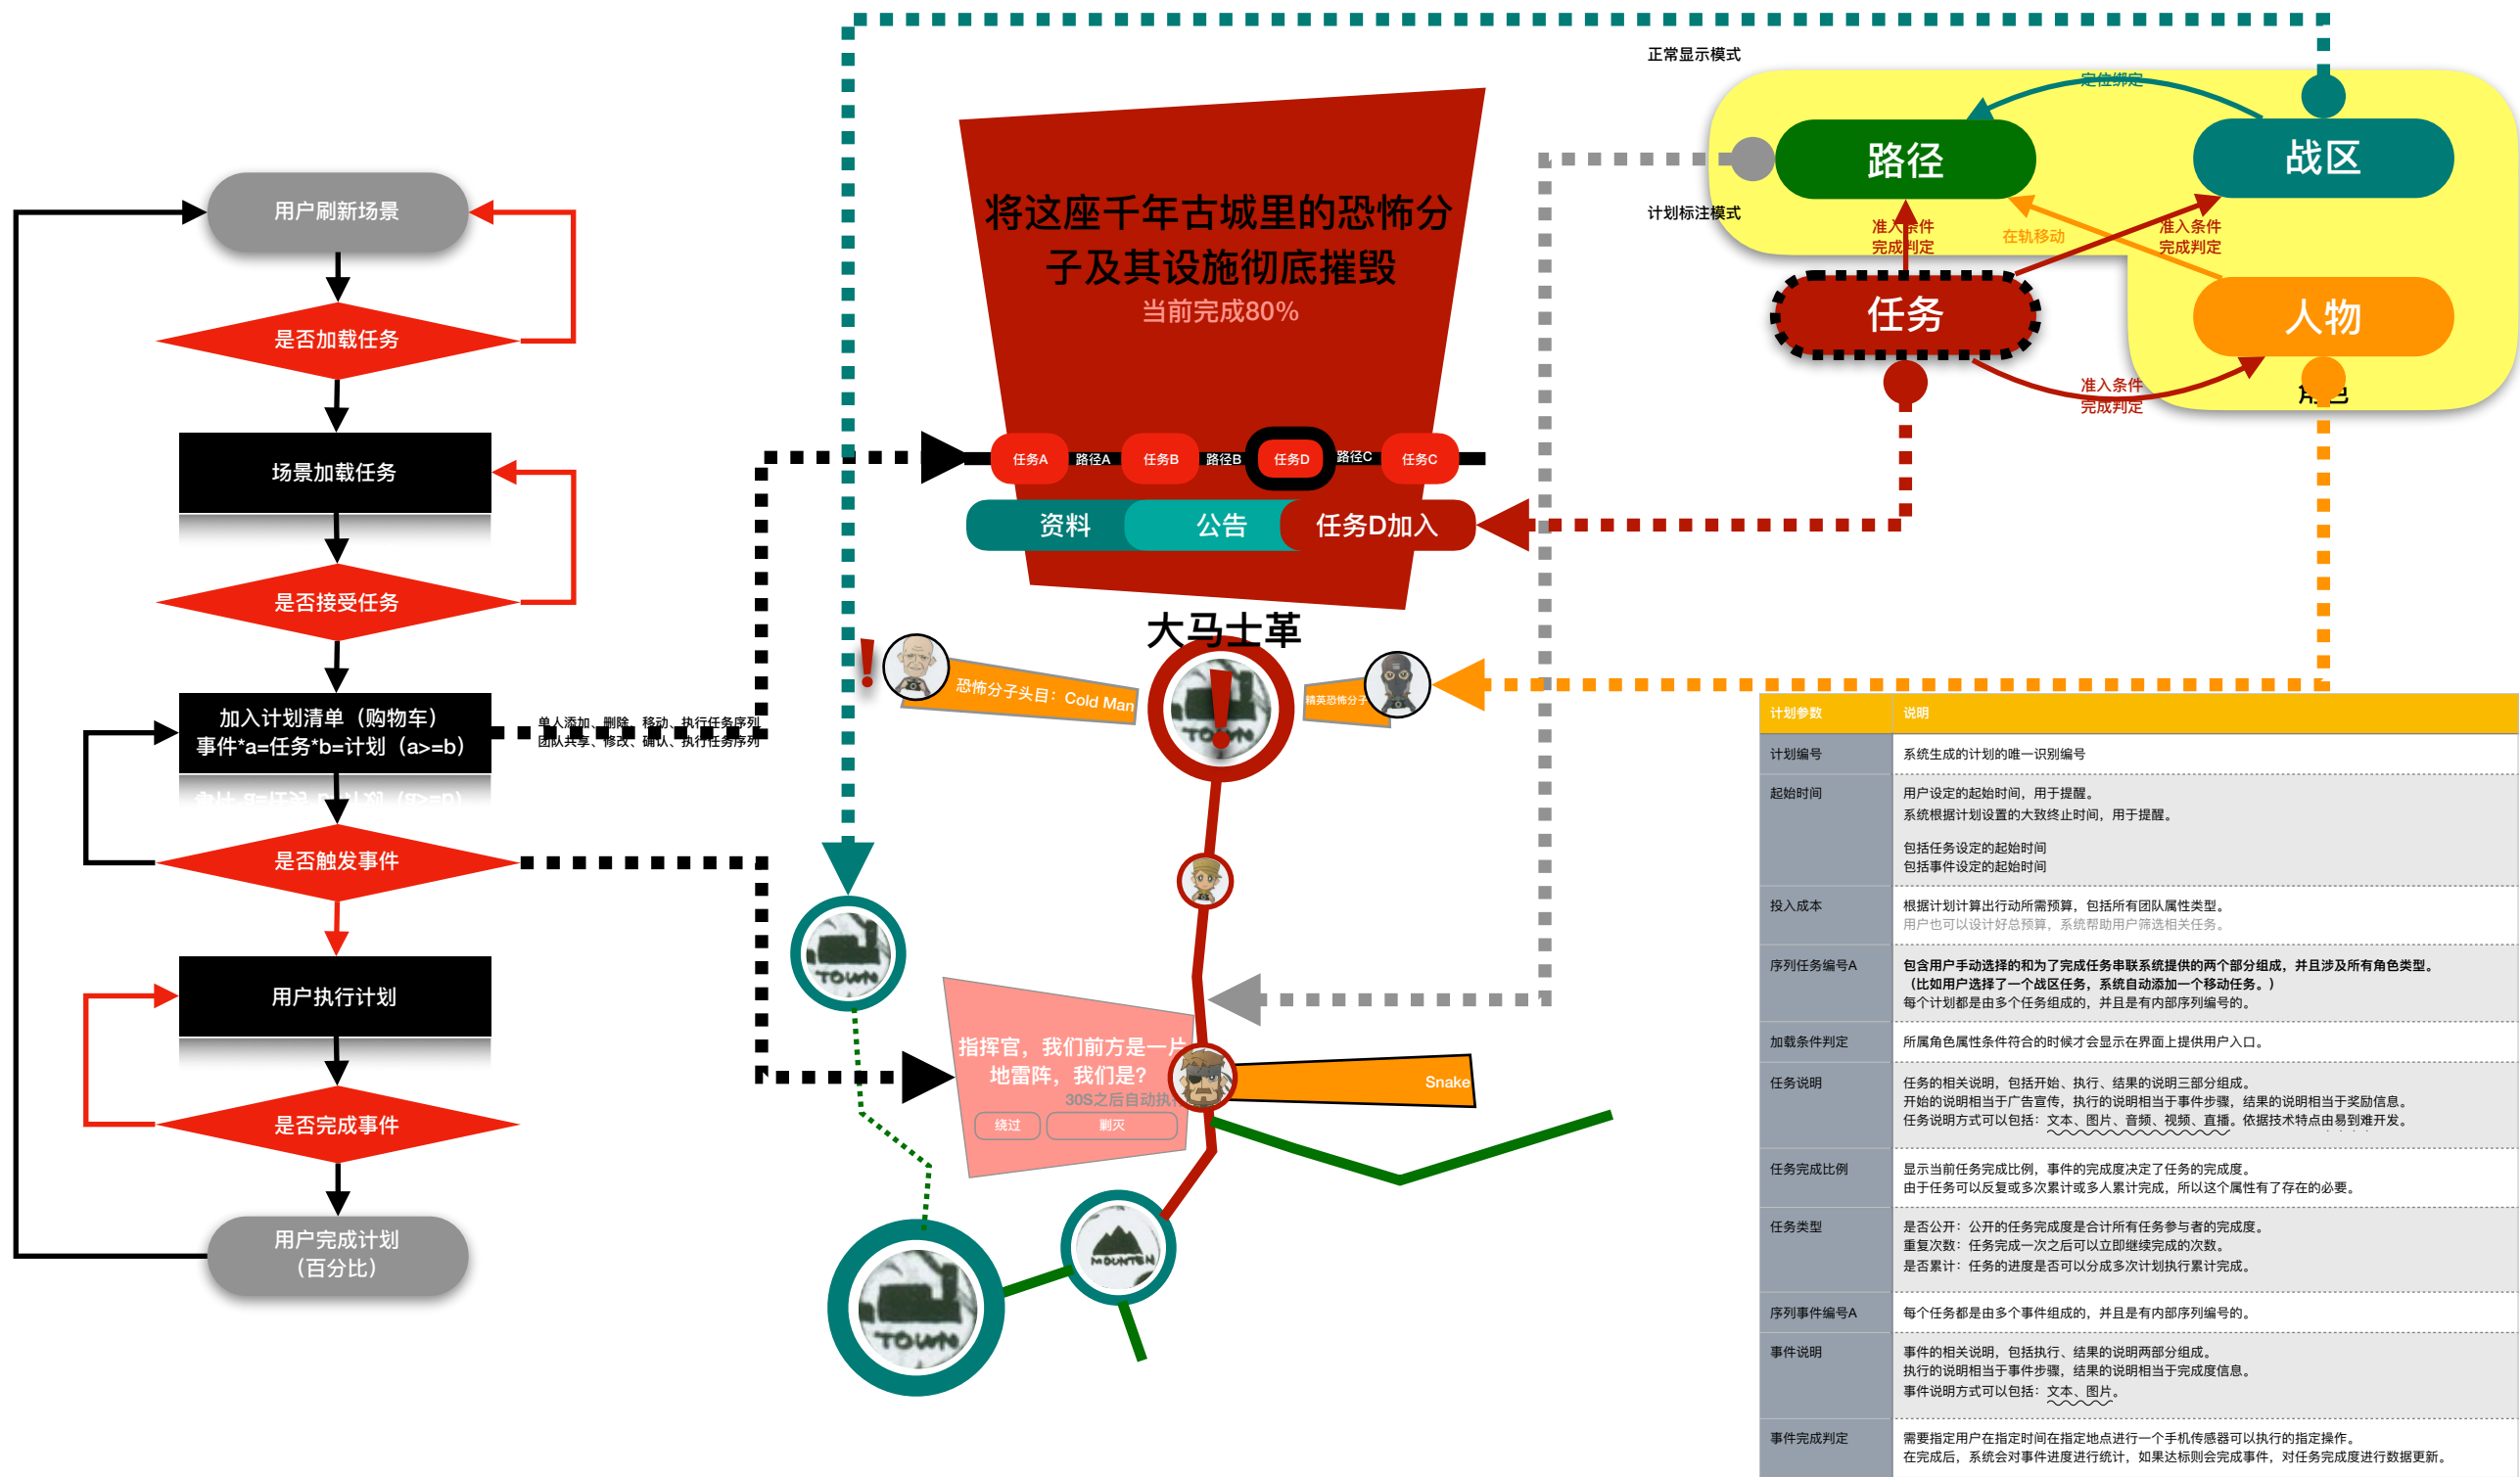 用户刷新场景
是否加载任务
场景加载任务
是否接受任务
加入计划清单（购物车）
事件*a=任务*b=计划（a>=b）
是否触发事件
用户执行计划
是否完成事件
用户完成计划
（百分比）
单人添加、删除、移动、执行任务序列
团队共享、修改、确认、执行任务序列
将这座千年古城里的恐怖分
子及其设施彻底摧毁
当前完成80%
任务A
路径A
任务B
路径B
任务D
路径C
任务C
资料
公告
任务D加入
大马士革
恐怖分子头目：Cold Man
精英恐怖分子
TOWN
TOWN
指挥官，我们前方是一片
地雷阵，我们是?
30S之后自动执
绕过
剿灭
Snake
MOUNTEN
TOWN
正常显示模式
计划标注模式
定位绑定
路径
战区
准入条件
完成判定
在轨移动
准入条件
完成判定
任务
人物
准入条件
完成判定
角色
计划参数
说明
计划编号
系统生成的计划的唯一识别编号
起始时间
用户设定的起始时间，用于提醒。
系统根据计划设置的大致终止时间，用于提醒。
包括任务设定的起始时间
包括事件设定的起始时间
投入成本
根据计划计算出行动所需预算，包括所有团队属性类型。
用户也可以设计好总预算，系统帮助用户筛选相关任务。
序列任务编号A
包含用户手动选择的和为了完成任务串联系统提供的两个部分组成，并且涉及所有角色类型。
（比如用户选择了一个战区任务，系统自动添加一个移动任务。）
每个计划都是由多个任务组成的，并且是有内部序列编号的。
加载条件判定
所属角色属性条件符合的时候才会显示在界面上提供用户入口。
任务说明
任务的相关说明，包括开始、执行、结果的说明三部分组成。
开始的说明相当于广告宣传，执行的说明相当于事件步骤，结果的说明相当于奖励信息。
任务说明方式可以包括：文本、图片、音频、视频、直播。依据技术特点由易到难开发。
任务完成比例
显示当前任务完成比例，事件的完成度决定了任务的完成度。
由于任务可以反复或多次累计或多人累计完成，所以这个属性有了存在的必要。
任务类型
是否公开：公开的任务完成度是合计所有任务参与者的完成度。
重复次数：任务完成一次之后可以立即继续完成的次数。
是否累计：任务的进度是否可以分成多次计划执行累计完成。
序列事件编号A
每个任务都是由多个事件组成的，并且是有内部序列编号的。
事件说明
事件的相关说明，包括执行、结果的说明两部分组成。
执行的说明相当于事件步骤，结果的说明相当于完成度信息。
事件说明方式可以包括：文本、图片。
事件完成判定
需要指定用户在指定时间在指定地点进行一个手机传感器可以执行的指定操作。
在完成后，系统会对事件进度进行统计，如果达标则会完成事件，对任务完成度进行数据更新。